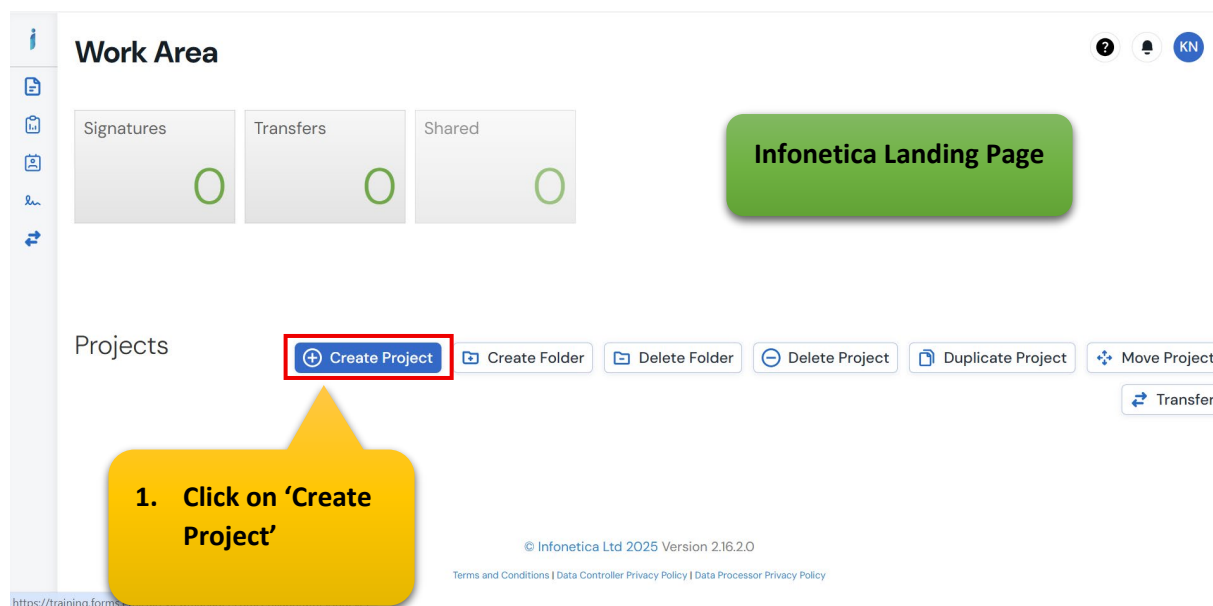 Work Area
KN
Signatures
Transfers
Shared
0
0
0
Infonetica Landing Page
Projects
Create Project
Create Folder
Delete Folder
Delete Project
Duplicate Project
Move Project
Transfer
1. Click on ‘Create
Project’
© Infonetica Ltd 2025 Version 2.16.2.0
Terms and Conditions | Data Controller Privacy Policy | Data Processor Privacy Policy
https://training.forms.